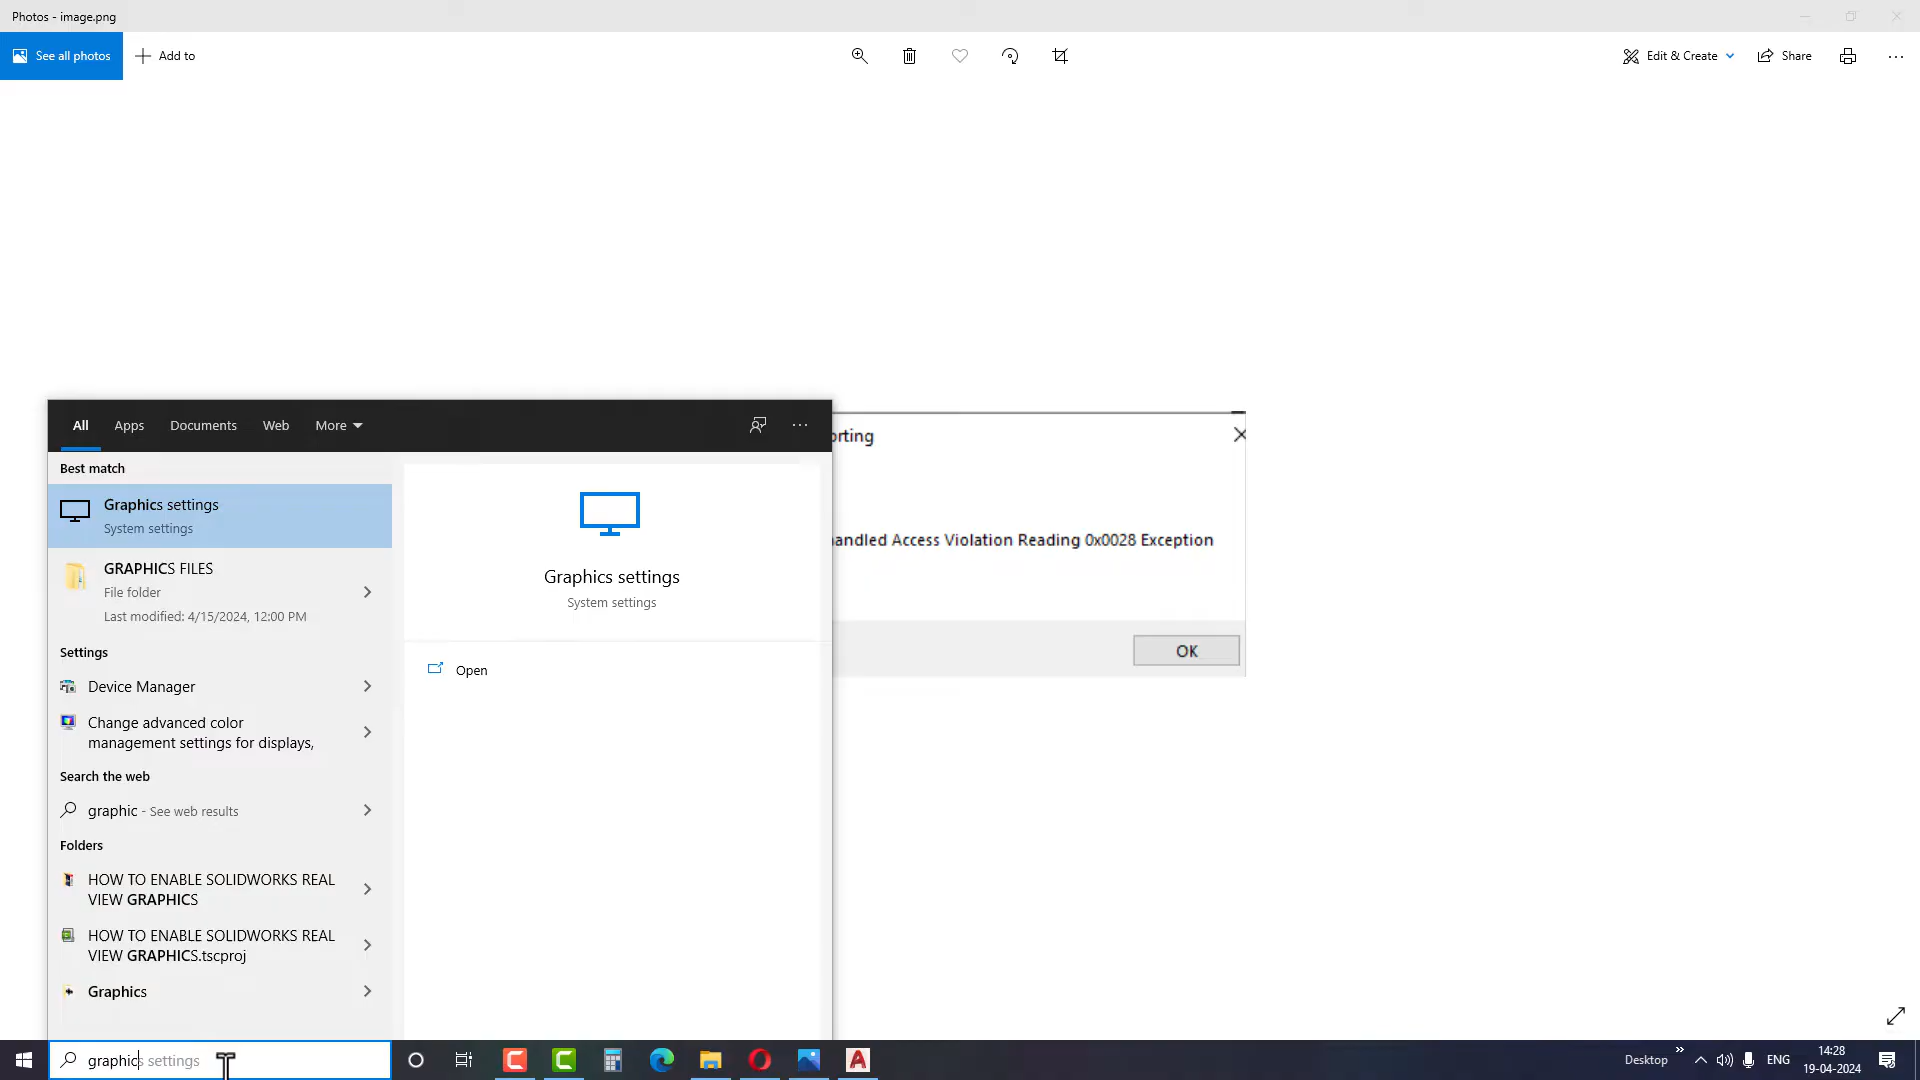 Photos - image.png
See all photos
Add to
Edit & Create
Share
All
Apps
Documents
Web
More
Best match
Graphics settings
System settings
GRAPHICS FILES
File folder
Last modified: 4/15/2024, 12:00 PM
Settings
Device Manager
Change advanced color
management settings for displays,
Search the web
graphic - See web results
Folders
HOW TO ENABLE SOLIDWORKS REAL
VIEW GRAPHICS
HOW TO ENABLE SOLIDWORKS REAL
VIEW GRAPHICS.tscproj
Graphics
Graphics settings
System settings
Open
orting
andled Access Violation Reading 0x0028 Exception
OK
graphics settings
Desktop
ENG
14:28
19-04-2024